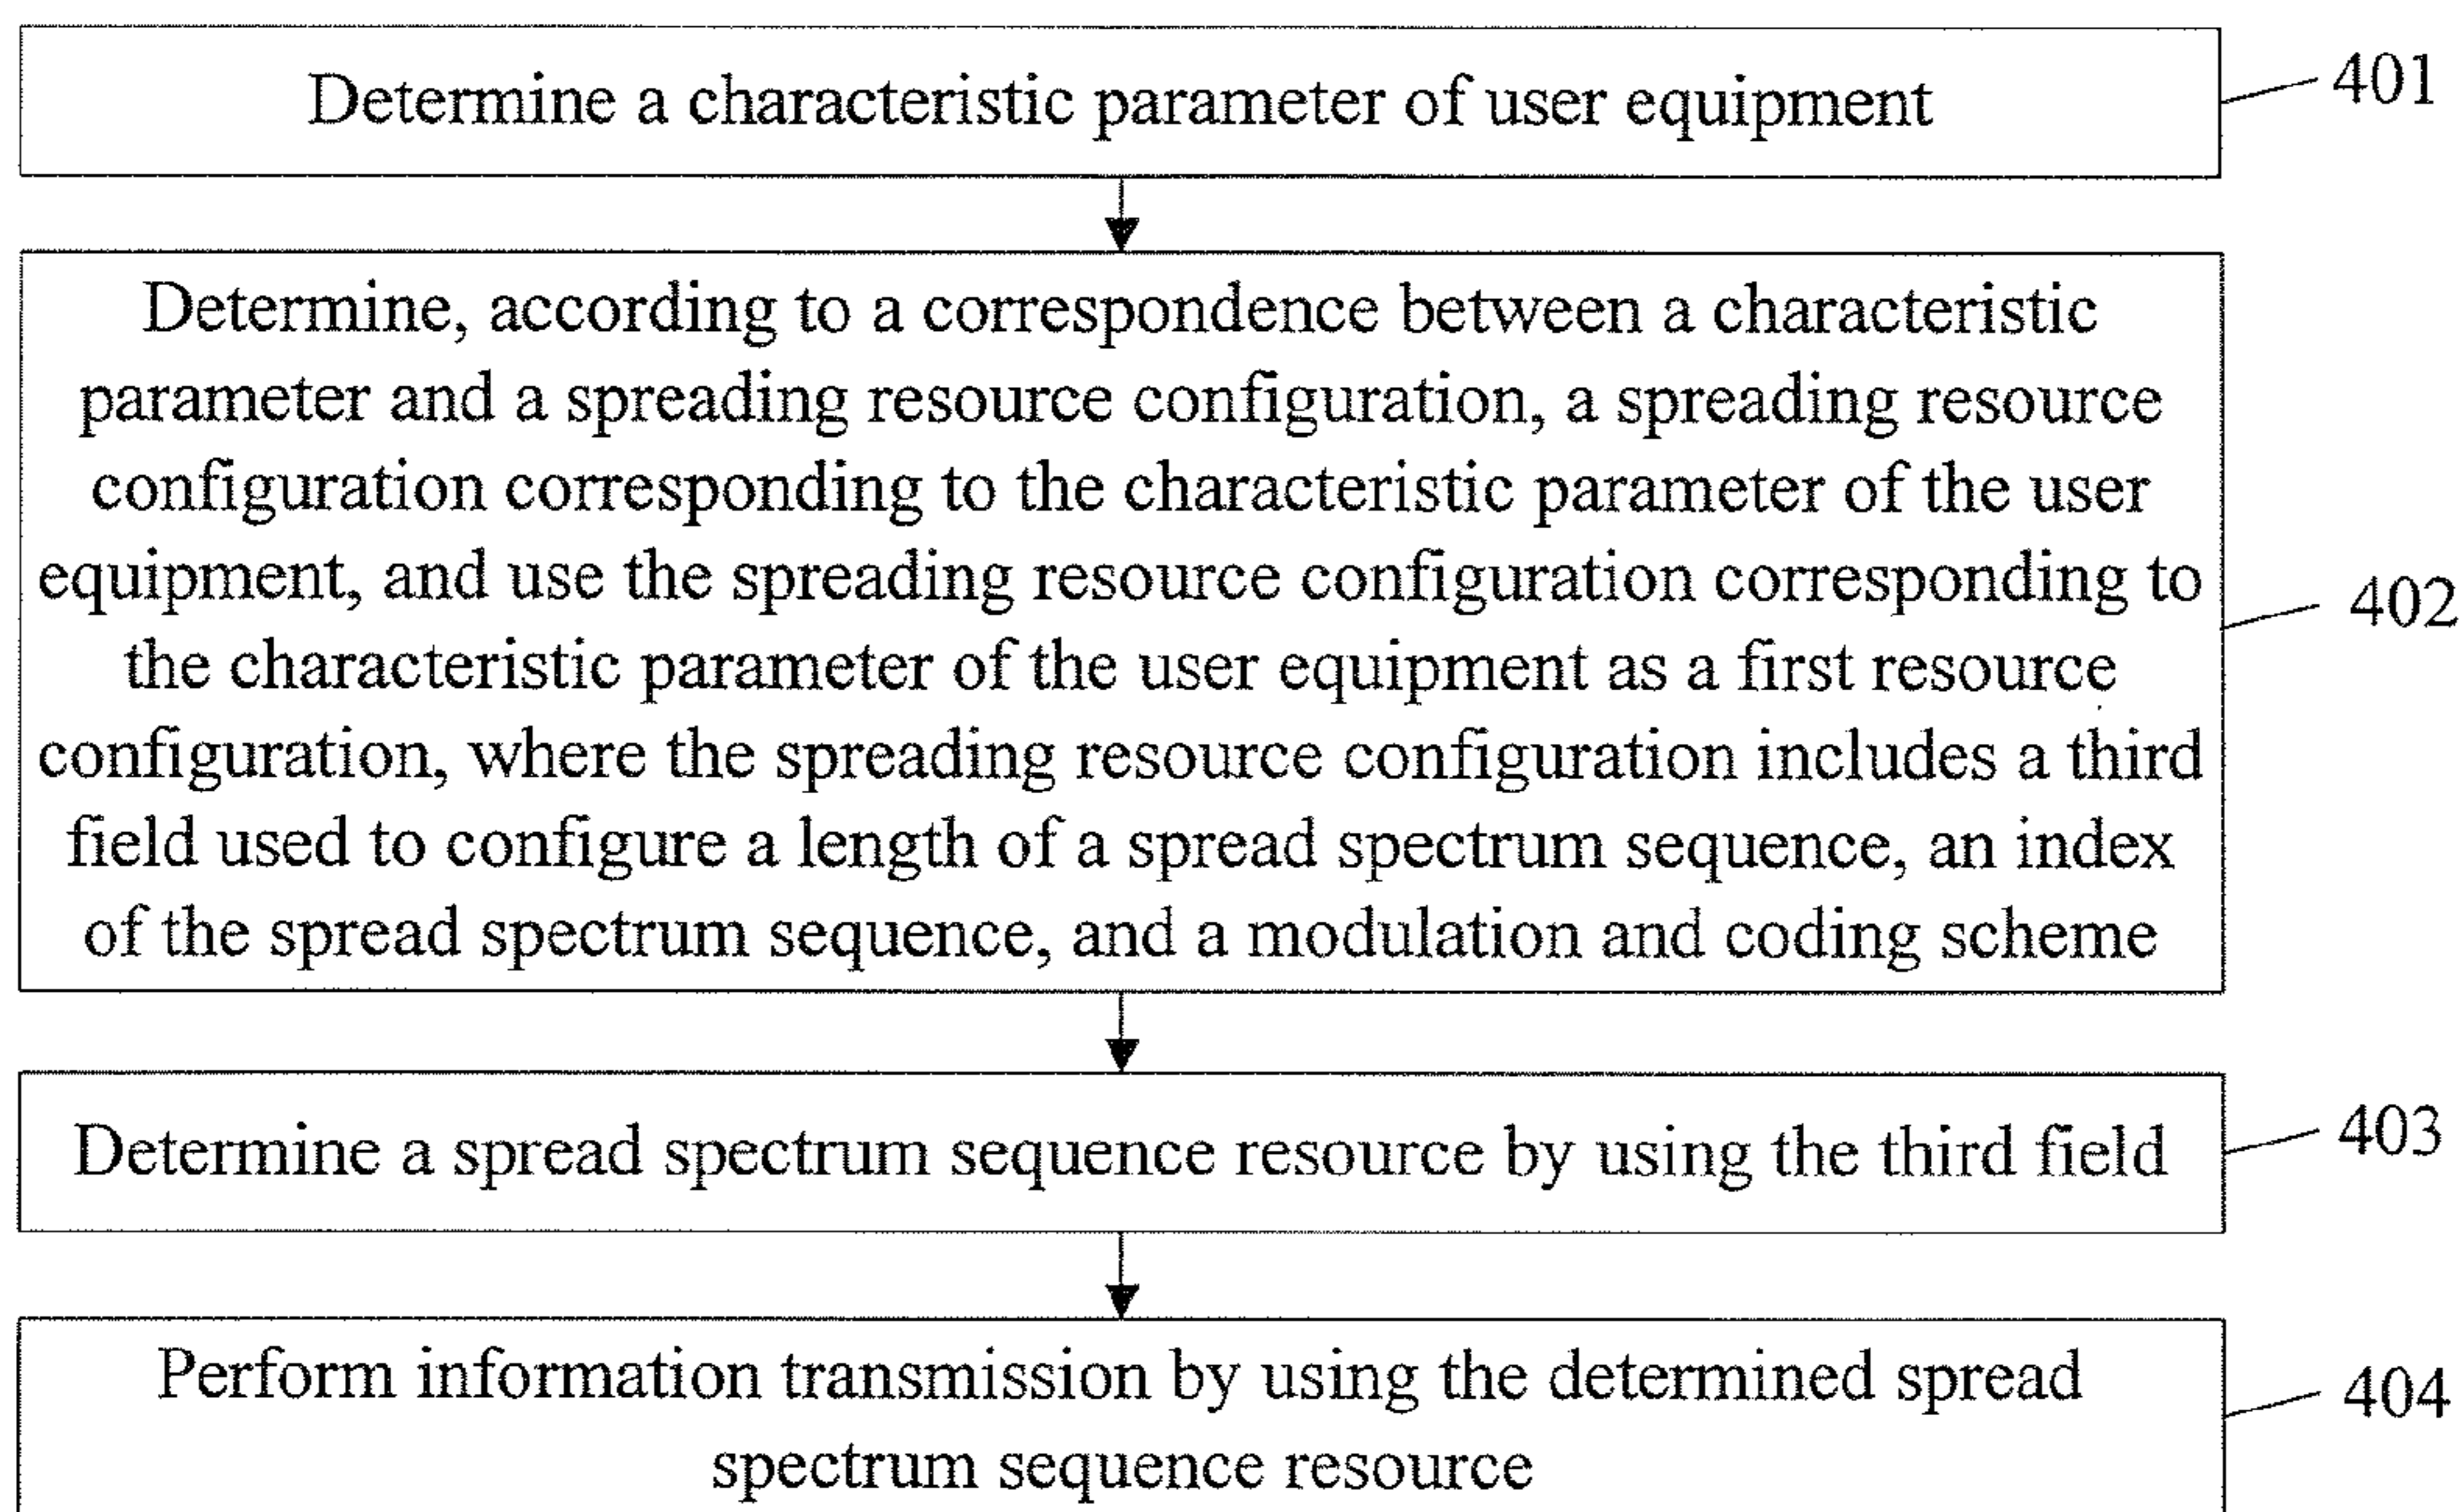 Determine a characteristic parameter of user equipment
401
Determine, according to a correspondence between a characteristic
parameter and a spreading resource configuration, a spreading resource
configuration corresponding to the characteristic parameter of the user
equipment, and use the spreading resource configuration corresponding to
the characteristic parameter of the user equipment as a first resource
configuration, where the spreading resource configuration includes a third
field used to configure a length of a spread spectrum sequence, an index
of the spread spectrum sequence, and a modulation and coding scheme
402
Determine a spread spectrum sequence resource by using the third field
403
Perform information transmission by using the determined spread
spectrum sequence resource
404